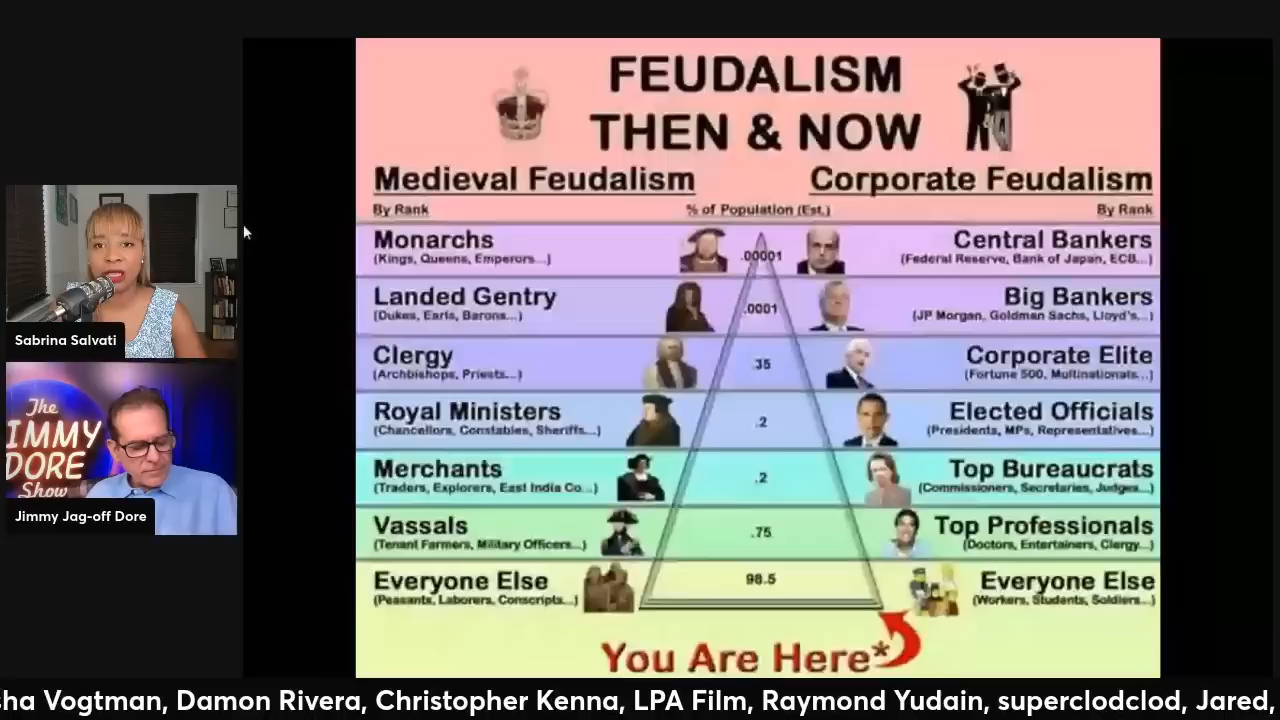 FEUDALISM
THEN & NOW
Medieval Feudalism
Corporate Feudalism
By Rank
% of Population (Est.)
By Rank
Monarchs
(Kings, Queens, Emperors...)
.00001
Central Bankers
(Federal Reserve, Bank of Japan, ECB...)
Landed Gentry
(Dukes, Earls, Barons...)
.0001
Big Bankers
(JP Morgan, Goldman Sachs, Lloyd's...)
Clergy
(Archbishops, Priests...)
.35
Corporate Elite
(Fortune 500, Multinationals...)
Royal Ministers
(Chancellors, Constables, Sheriffs...)
.2
Elected Officials
(Presidents, MPs, Representatives...)
Merchants
(Traders, Explorers, East India Co...)
.2
Top Bureaucrats
(Commissioners, Secretaries, Judges...)
Vassals
(Tenant Farmers, Military Officers...)
.75
Top Professionals
(Doctors, Entertainers, Clergy...)
Everyone Else
(Peasants, Laborers, Conscripts...)
98.5
Everyone Else
(Workers, Students, Soldiers...)
You Are Here*
Sabrina Salvati
The
IMMY
DORE
Show
Jimmy Jag-off Dore
sha Vogtman, Damon Rivera, Christopher Kenna, LPA Film, Raymond Yudain, superclodclod, Jared,